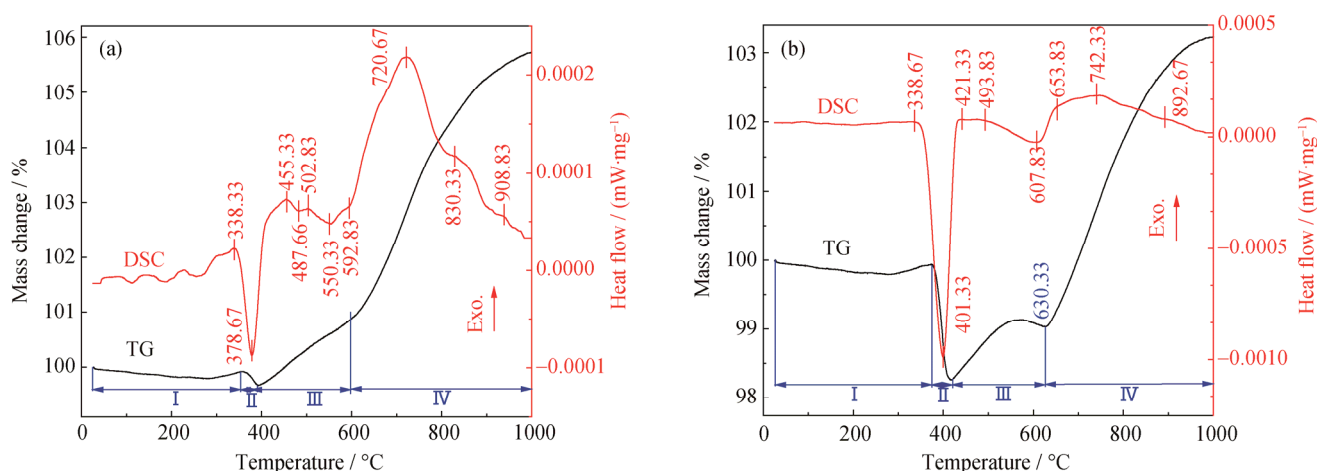 (a)
106
105
104
103
102
101
100
Mass change / %
0.0002
0.0001
0.0000
−0.0001
Heat flow / (mW·mg⁻¹)
DSC
TG
338.33
378.67
455.33
487.66
502.83
550.33
592.83
720.67
830.33
908.83
Exo.
I
II
III
IV
0
200
400
600
800
1000
Temperature / °C
(b)
103
102
101
100
99
98
Mass change / %
0.0005
0.0000
−0.0005
−0.0010
Heat flow / (mW·mg⁻¹)
DSC
TG
338.67
401.33
421.33
493.83
607.83
630.33
653.83
742.33
892.67
Exo.
I
II
III
IV
0
200
400
600
800
1000
Temperature / °C